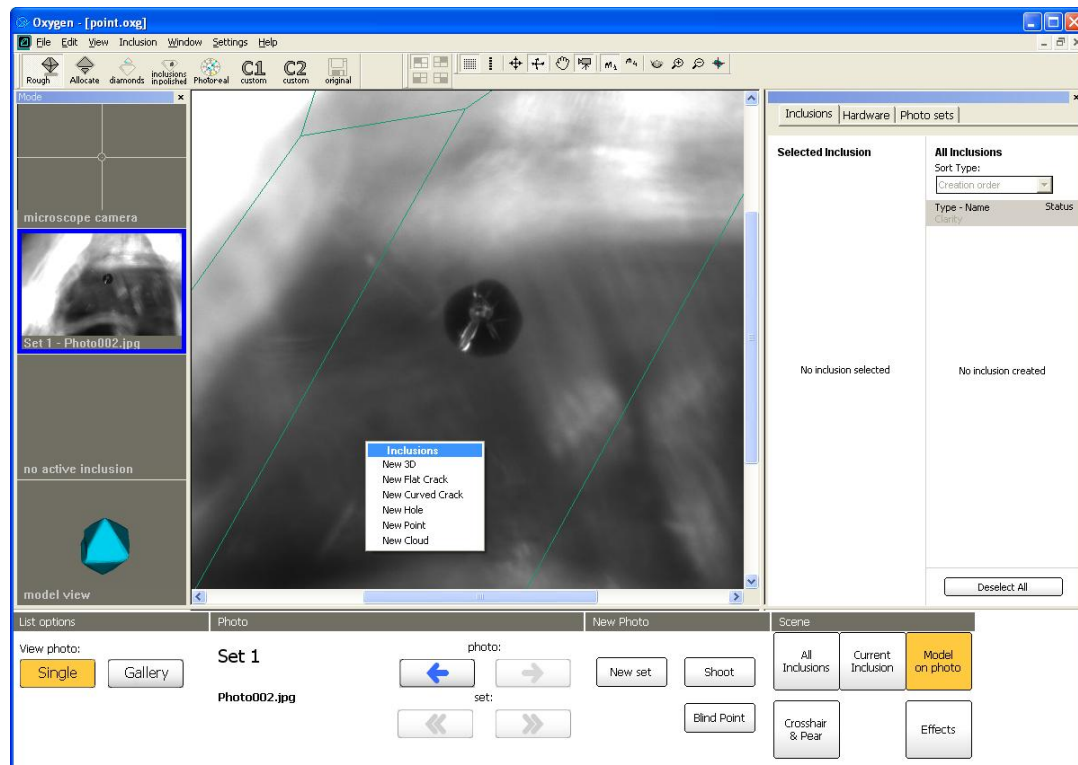 Oxygen - [point.oxg]
File Edit View Inclusion Window Settings Help
Rough Allocate diamonds inclusions in polished Photoreal C1 custom C2 custom original
Mode
microscope camera
Set 1 - Photo002.jpg
no active inclusion
model view
Inclusions
New 3D
New Flat Crack
New Curved Crack
New Hole
New Point
New Cloud
Inclusions Hardware Photo sets
Selected Inclusion
No inclusion selected
All Inclusions
Sort Type:
Creation order
Type - Name Status
Clarity
No inclusion created
Deselect All
List options
View photo:
Single Gallery
Photo
Set 1
Photo002.jpg
photo:
set:
New Photo
New set Shoot
Blind Point
Scene
All Inclusions
Current Inclusion
Model on photo
Crosshair & Pear
Effects